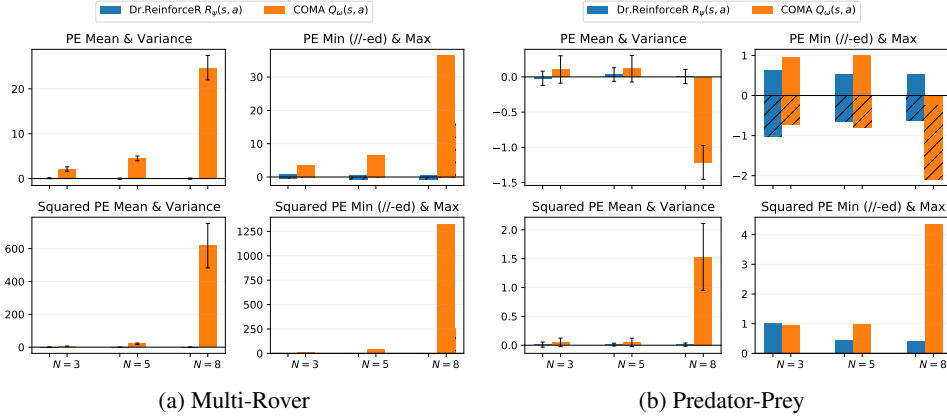 Dr.ReinforceR R_ψ(s, a) COMA Q_ω(s, a)
PE Mean & Variance
20
10
0
PE Min (//-ed) & Max
30
20
10
0
Squared PE Mean & Variance
600
400
200
0
N = 3 N = 5 N = 8
Squared PE Min (//-ed) & Max
1250
1000
750
500
250
0
N = 3 N = 5 N = 8
(a) Multi-Rover
Dr.ReinforceR R_ψ(s, a) COMA Q_ω(s, a)
PE Mean & Variance
0.0
−0.5
−1.0
−1.5
PE Min (//-ed) & Max
1
0
−1
−2
Squared PE Mean & Variance
2.0
1.5
1.0
0.5
0.0
N = 3 N = 5 N = 8
Squared PE Min (//-ed) & Max
4
3
2
1
0
N = 3 N = 5 N = 8
(b) Predator-Prey